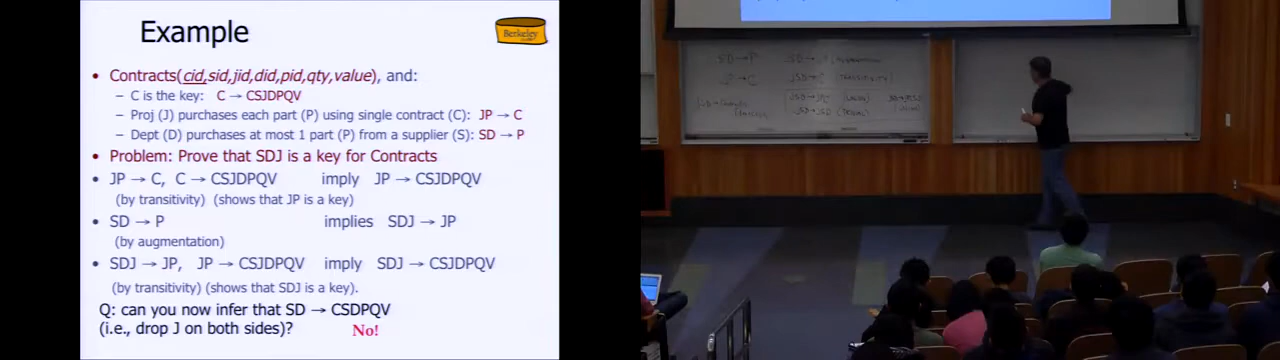 Example
Berkeley
• Contracts(cid,sid,jid,did,pid,qty,value), and:
– C is the key: C → CSJDPQV
– Proj (J) purchases each part (P) using single contract (C): JP → C
– Dept (D) purchases at most 1 part (P) from a supplier (S): SD → P
• Problem: Prove that SDJ is a key for Contracts
• JP → C, C → CSJDPQV imply JP → CSJDPQV
(by transitivity) (shows that JP is a key)
• SD → P implies SDJ → JP
(by augmentation)
• SDJ → JP, JP → CSJDPQV imply SDJ → CSJDPQV
(by transitivity) (shows that SDJ is a key).
Q: can you now infer that SD → CSDPQV
(i.e., drop J on both sides)?
No!
SD → P
JP → C